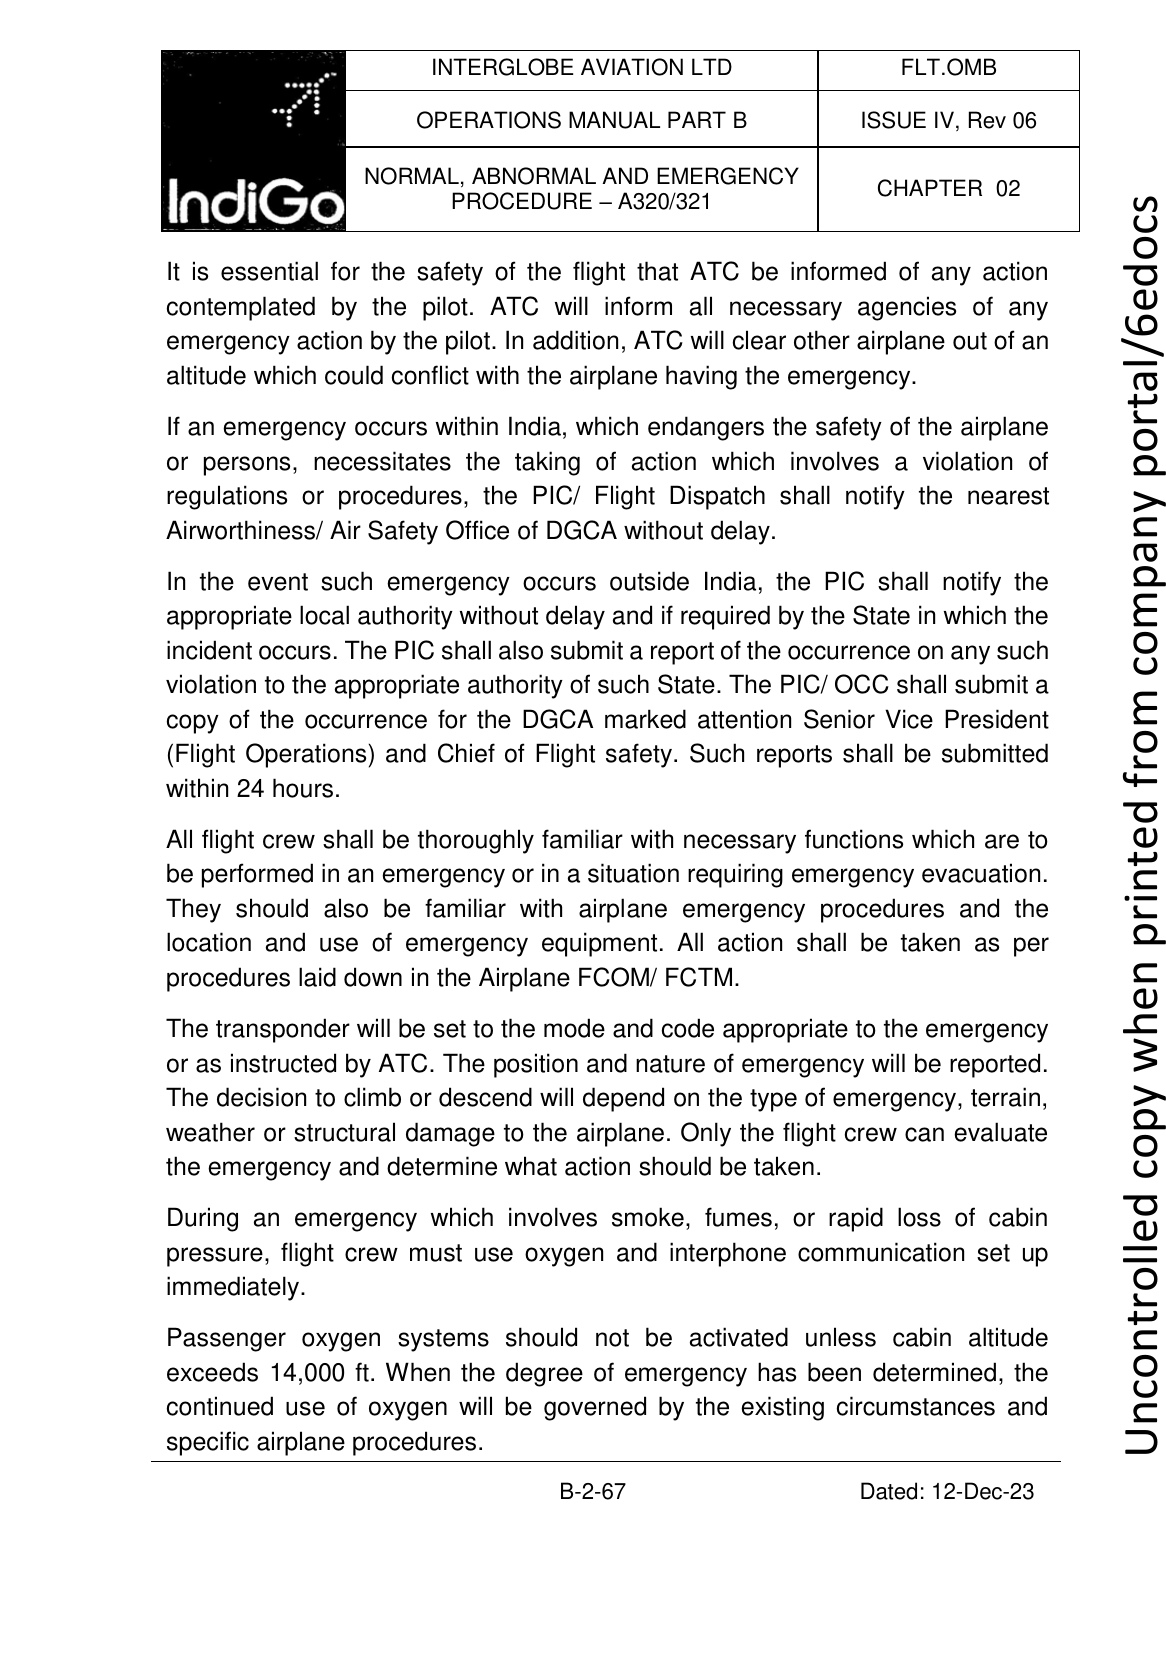 INTERGLOBE AVIATION LTD
FLT.OMB
OPERATIONS MANUAL PART B
ISSUE IV, Rev 06
IndiGo
NORMAL, ABNORMAL AND EMERGENCY
PROCEDURE – A320/321
CHAPTER 02
It is essential for the safety of the flight that ATC be informed of any action
contemplated by the pilot. ATC will inform all necessary agencies of any
emergency action by the pilot. In addition, ATC will clear other airplane out of an
altitude which could conflict with the airplane having the emergency.
If an emergency occurs within India, which endangers the safety of the airplane
or persons, necessitates the taking of action which involves a violation of
regulations or procedures, the PIC/ Flight Dispatch shall notify the nearest
Airworthiness/ Air Safety Office of DGCA without delay.
In the event such emergency occurs outside India, the PIC shall notify the
appropriate local authority without delay and if required by the State in which the
incident occurs. The PIC shall also submit a report of the occurrence on any such
violation to the appropriate authority of such State. The PIC/ OCC shall submit a
copy of the occurrence for the DGCA marked attention Senior Vice President
(Flight Operations) and Chief of Flight safety. Such reports shall be submitted
within 24 hours.
All flight crew shall be thoroughly familiar with necessary functions which are to
be performed in an emergency or in a situation requiring emergency evacuation.
They should also be familiar with airplane emergency procedures and the
location and use of emergency equipment. All action shall be taken as per
procedures laid down in the Airplane FCOM/ FCTM.
The transponder will be set to the mode and code appropriate to the emergency
or as instructed by ATC. The position and nature of emergency will be reported.
The decision to climb or descend will depend on the type of emergency, terrain,
weather or structural damage to the airplane. Only the flight crew can evaluate
the emergency and determine what action should be taken.
During an emergency which involves smoke, fumes, or rapid loss of cabin
pressure, flight crew must use oxygen and interphone communication set up
immediately.
Passenger oxygen systems should not be activated unless cabin altitude
exceeds 14,000 ft. When the degree of emergency has been determined, the
continued use of oxygen will be governed by the existing circumstances and
specific airplane procedures.
B-2-67
Dated: 12-Dec-23
Uncontrolled copy when printed from company portal/6edocs